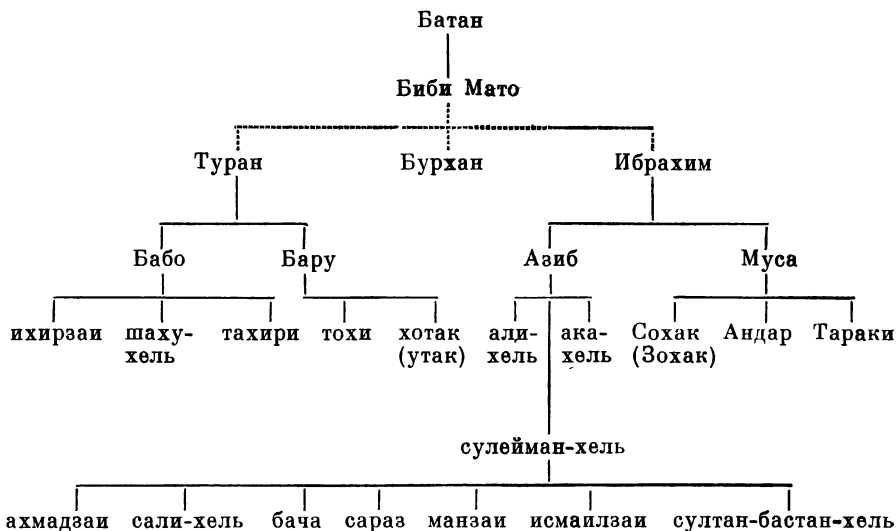 Батан
Биби Мато
Туран Бурхан Ибрахим
Бабо Бару Азиб Муса
ихирзаи шаху- тахири тохи хотак али- ака- Сохак Андар Тараки
хель (утак) хель хель (Зохак)
сулейман-хель
ахмадзаи сали-хель бача сараз манзаи исмаилзаи султан-бастан-хель